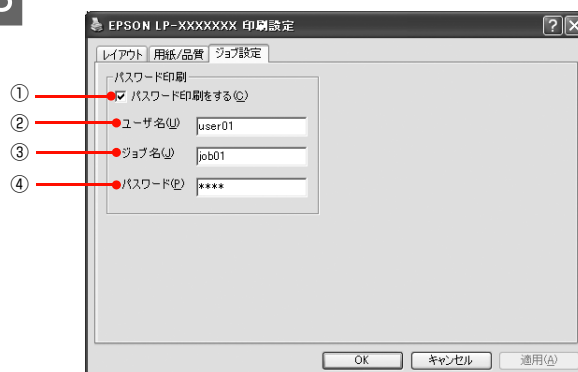 EPSON LP-XXXXXXX 印刷設定
レイアウト 用紙/品質 ジョブ設定
パスワード印刷
① パスワード印刷をする(C)
② ユーザ名(U) user01
③ ジョブ名(J) job01
④ パスワード(P) ****
OK キャンセル 適用(A)